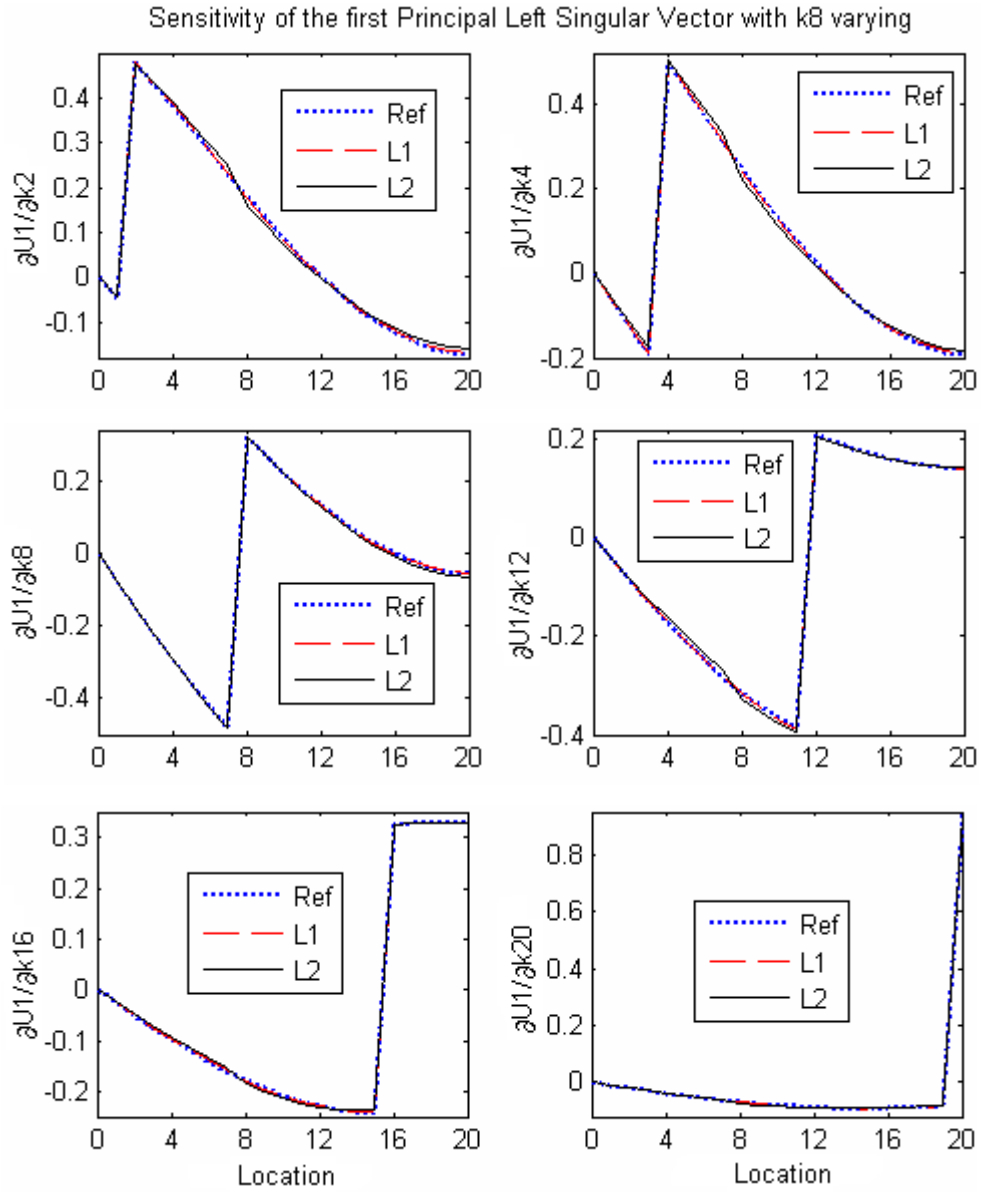 Sensitivity of the first Principal Left Singular Vector with k8 varying
∂U1/∂k2
0.4
0.3
0.2
0.1
0
-0.1
0 4 8 12 16 20
Ref
L1
L2
∂U1/∂k4
0.4
0.2
0
-0.2
0 4 8 12 16 20
Ref
L1
L2
∂U1/∂k8
0.2
0
-0.2
-0.4
0 4 8 12 16 20
Ref
L1
L2
∂U1/∂k12
0.2
0
-0.2
-0.4
0 4 8 12 16 20
Ref
L1
L2
∂U1/∂k16
0.3
0.2
0.1
0
-0.1
-0.2
0 4 8 12 16 20
Location
Ref
L1
L2
∂U1/∂k20
0.8
0.6
0.4
0.2
0
0 4 8 12 16 20
Location
Ref
L1
L2